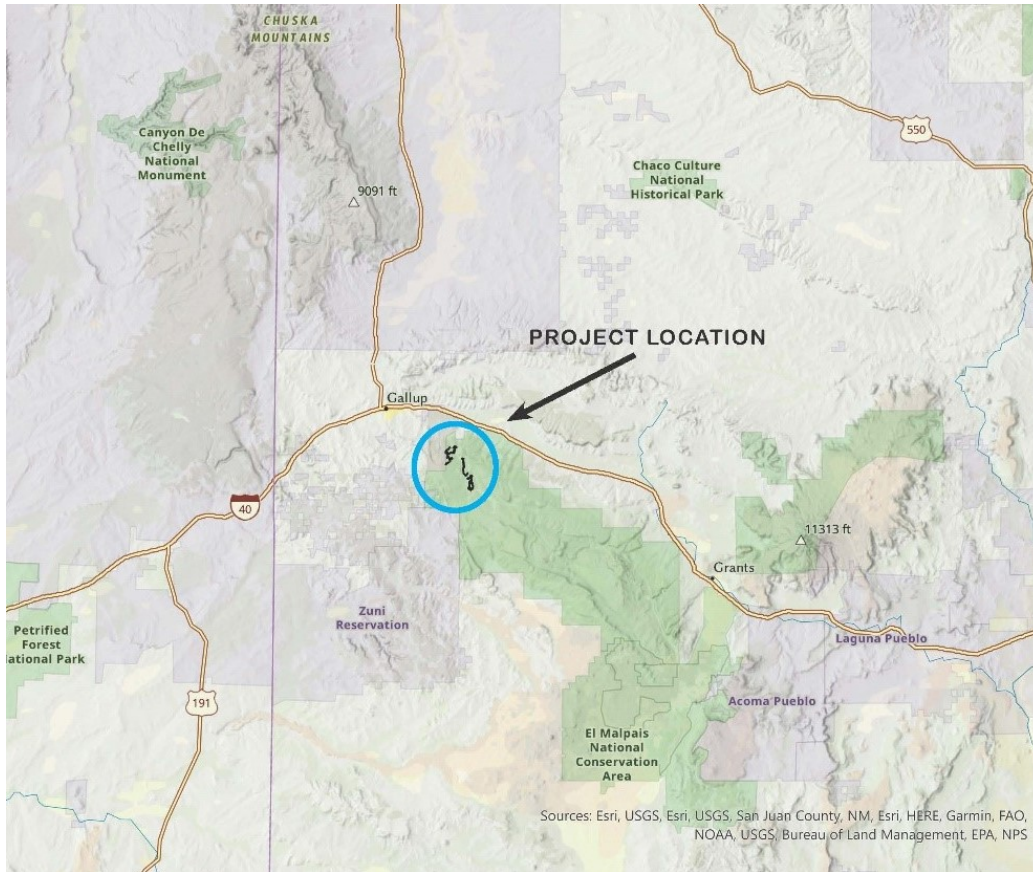 CHUSKA
MOUNTAINS
Canyon De
Chelly
National
Monument
9091 ft
550
Chaco Culture
National
Historical Park
PROJECT LOCATION
Gallup
40
11313 ft
Grants
Zuni
Reservation
Petrified
Forest
ational Park
Laguna Pueblo
191
Acoma Pueblo
El Malpais
National
Conservation
Area
Sources: Esri, USGS, Esri, USGS, San Juan County, NM, Esri, HERE, Garmin, FAO,
NOAA, USGS, Bureau of Land Management, EPA, NPS